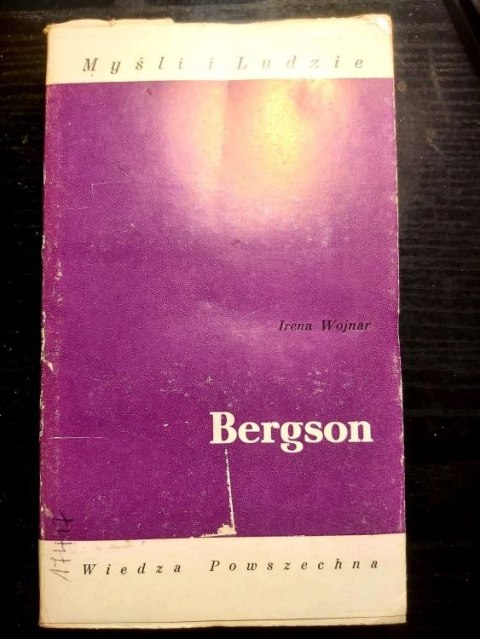 Myśli i Ludzie
Irena Wojnar
Bergson
Wiedza Powszechna